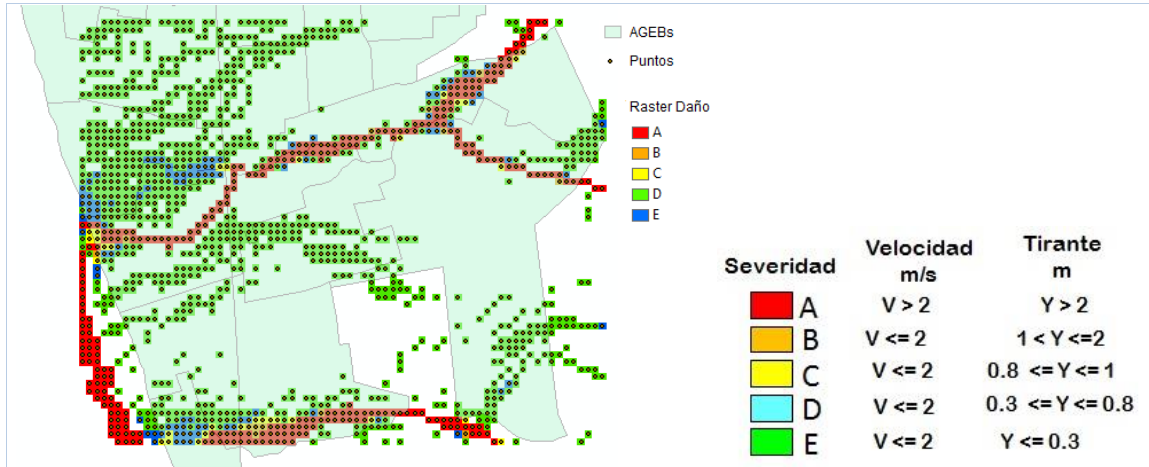 AGEBs
Puntos
Raster Daño
A
B
C
D
E
Severidad Velocidad m/s Tirante m
A V > 2 Y > 2
B V <= 2 1 < Y <=2
C V <= 2 0.8 <= Y <= 1
D V <= 2 0.3 <= Y <= 0.8
E V <= 2 Y <= 0.3